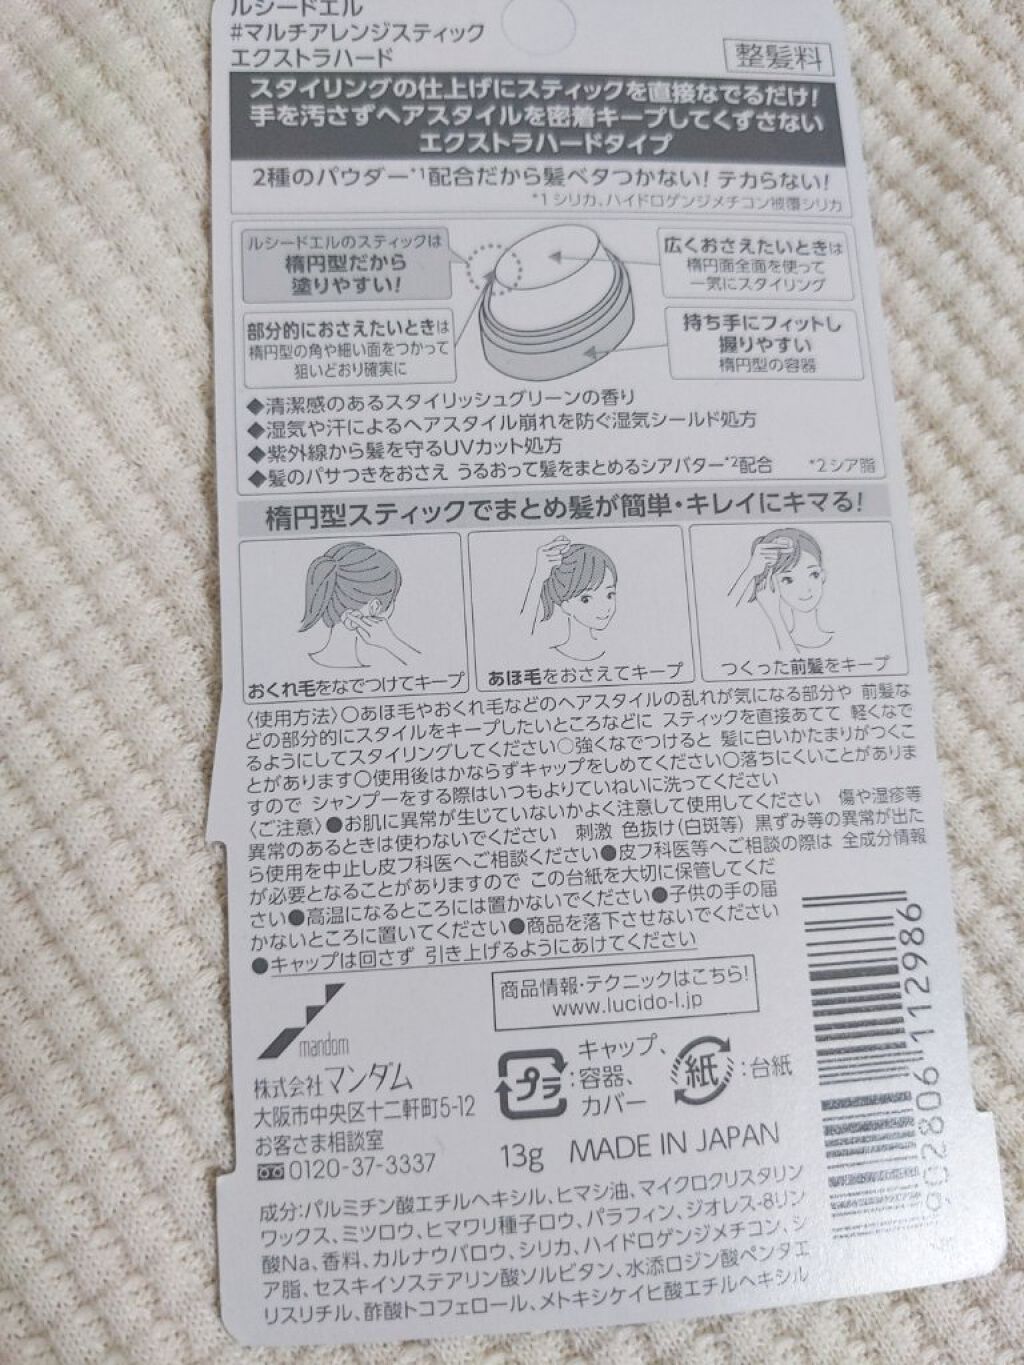 ルシードエル
#マルチアレンジスティック
エクストラハード
整髪料
スタイリングの仕上げにスティックを直接なでるだけ!
手を汚さずヘアスタイルを密着キープしてくずさない
エクストラハードタイプ
2種のパウダー*1配合だから髪ベタつかない! テカらない!
*1 シリカ、ハイドロゲンジメチコン被覆シリカ
ルシードエルのスティックは
楕円型だから
塗りやすい!
広くおさえたいときは
楕円面全面を使って
一気にスタイリング
部分的におさえたいときは
楕円型の角や細い面をつかって
狙いどおり確実に
持ち手にフィットし
握りやすい
楕円型の容器
◆清潔感のあるスタイリッシュグリーンの香り
◆湿気や汗によるヘアスタイル崩れを防ぐ湿気シールド処方
◆紫外線から髪を守るUVカット処方
◆髪のパサつきをおさえ うるおって髪をまとめるシアバター*2配合 *2シア脂
楕円型スティックでまとめ髪が簡単・キレイにキマる!
おくれ毛をなでつけてキープ
あほ毛をおさえてキープ
つくった前髪をキープ
〈使用方法〉○あほ毛やおくれ毛などのヘアスタイルの乱れが気になる部分や 前髪な
どの部分的にスタイルをキープしたいところなどに スティックを直接あてて 軽くなで
るようにしてスタイリングしてください○強くなでつけると 髪に白いかたまりがつくこ
とがあります○使用後はかならずキャップをしめてください○落ちにくいことがありま
すので シャンプーをする際はいつもよりていねいに洗ってください
〈ご注意〉●お肌に異常が生じていないかよく注意して使用してください 傷や湿疹等
異常のあるときは使わないでください 刺激 色抜け(白斑等) 黒ずみ等の異常が出た
ら使用を中止し皮フ科医へご相談ください●皮フ科医等へご相談の際は 全成分情報
が必要となることがありますので この台紙を大切に保管してくだ
さい●高温になるところには置かないでください●子供の手の届
かないところに置いてください●商品を落下させないでください
●キャップは回さず 引き上げるようにあけてください
商品情報・テクニックはこちら!
www.lucido-l.jp
mandom
株式会社マンダム
大阪市中央区十二軒町5-12
お客さま相談室
0120-37-3337
プラ
:キャップ、
容器、
カバー
紙
:台紙
13g MADE IN JAPAN
成分:パルミチン酸エチルヘキシル、ヒマシ油、マイクロクリスタリン
ワックス、ミツロウ、ヒマワリ種子ロウ、パラフィン、ジオレス-8リン
酸Na、香料、カルナウバロウ、シリカ、ハイドロゲンジメチコン、シ
ア脂、セスキイソステアリン酸ソルビタン、水添ロジン酸ペンタエ
リスリチル、酢酸トコフェロール、メトキシケイヒ酸エチルヘキシル
4 902806 112986